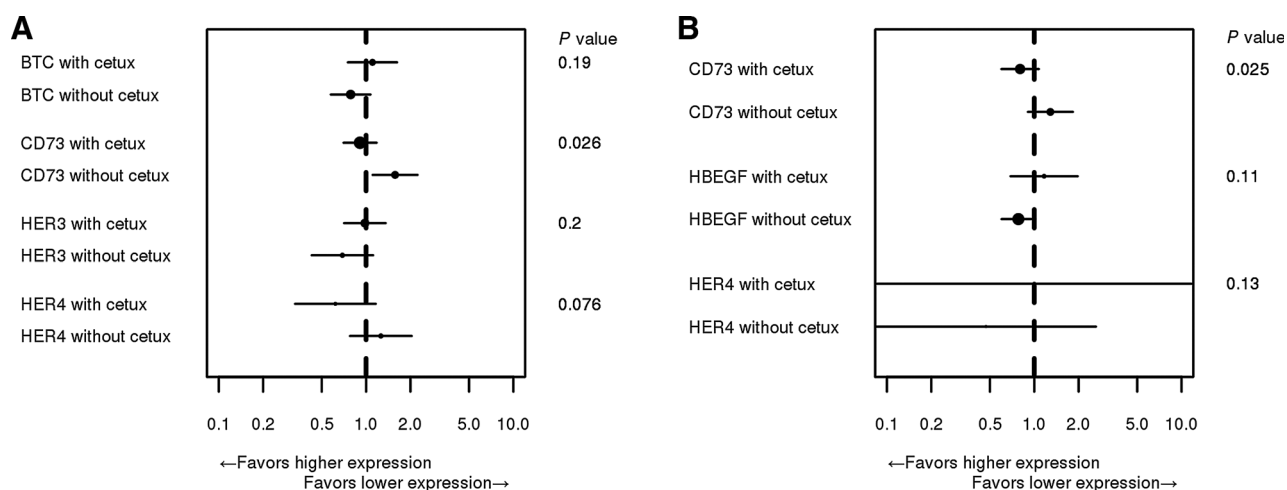 A
P value
BTC with cetux 0.19
BTC without cetux
CD73 with cetux 0.026
CD73 without cetux
HER3 with cetux 0.2
HER3 without cetux
HER4 with cetux 0.076
HER4 without cetux
0.1 0.2 0.5 1.0 2.0 5.0 10.0
←Favors higher expression
Favors lower expression→
B
P value
CD73 with cetux 0.025
CD73 without cetux
HBEGF with cetux 0.11
HBEGF without cetux
HER4 with cetux 0.13
HER4 without cetux
0.1 0.2 0.5 1.0 2.0 5.0 10.0
←Favors higher expression
Favors lower expression→